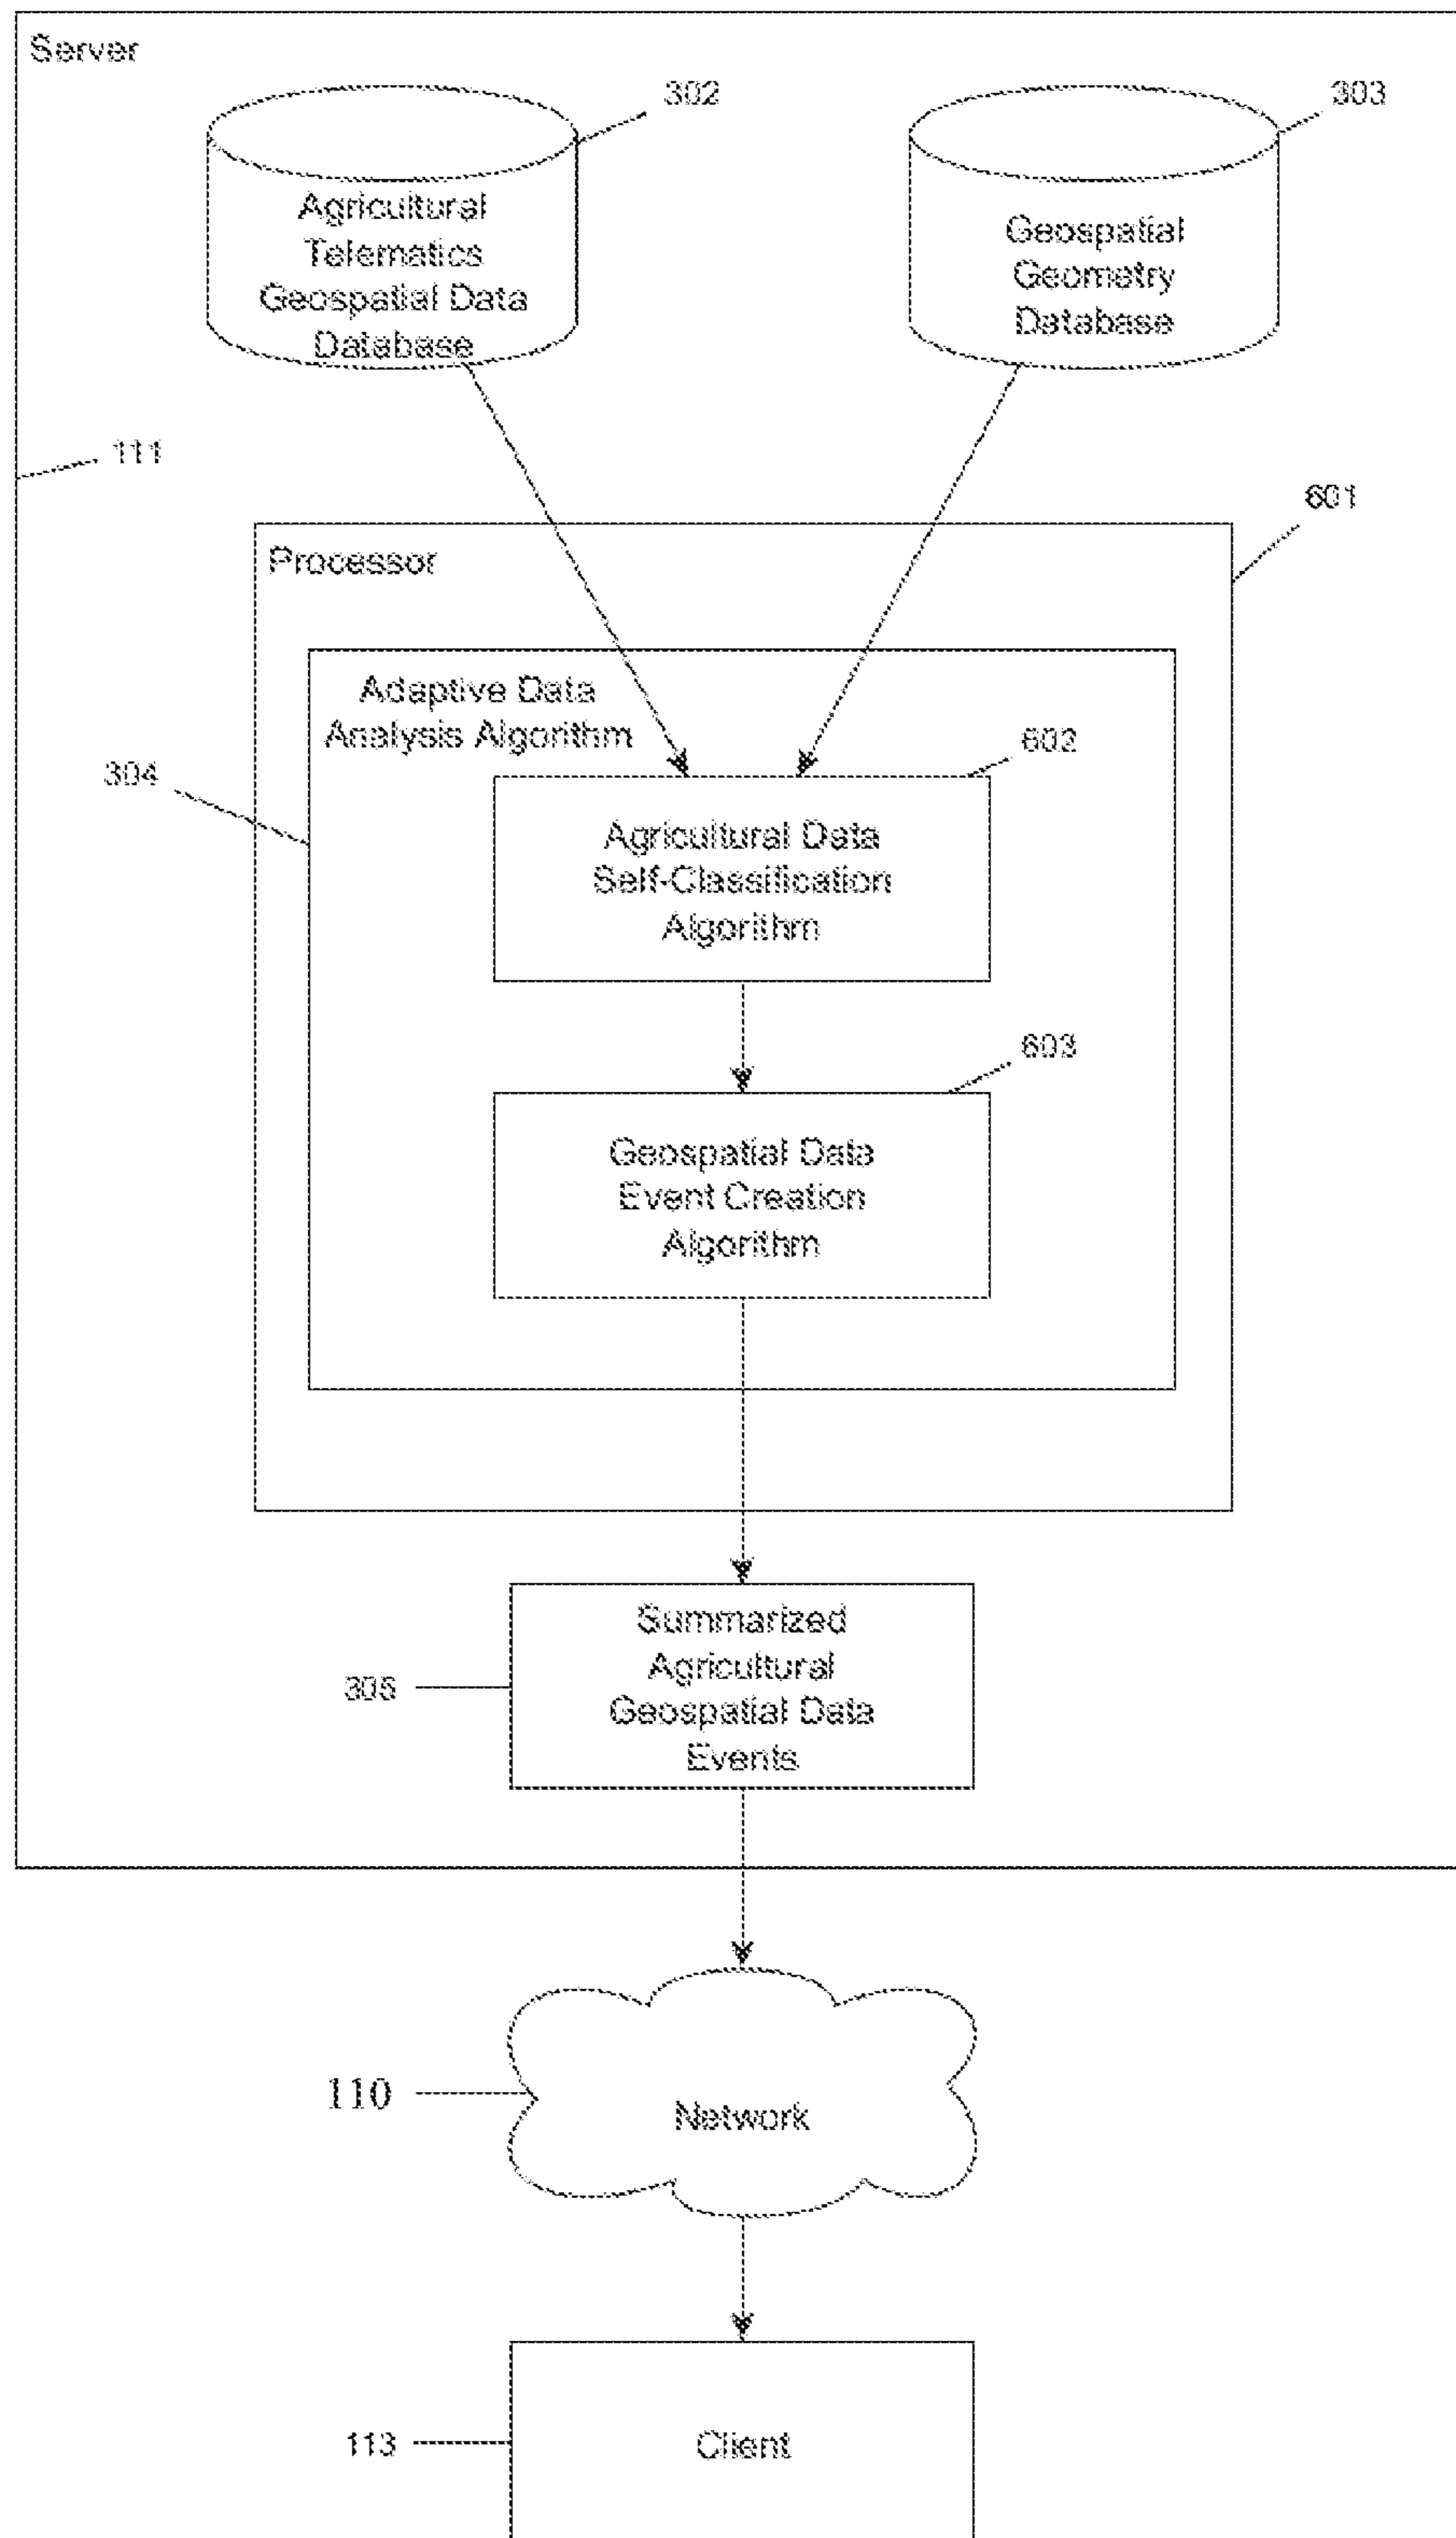 Server
302
303
Agricultural
Telematics
Geospatial Data
Database
Geospatial
Geometry
Database
111
601
Processor
Adaptive Data
Analysis Algorithm
602
304
Agricultural Data
Self-Classification
Algorithm
603
Geospatial Data
Event Creation
Algorithm
Summarized
Agricultural
Geospatial Data
Events
110
Network
113
Client